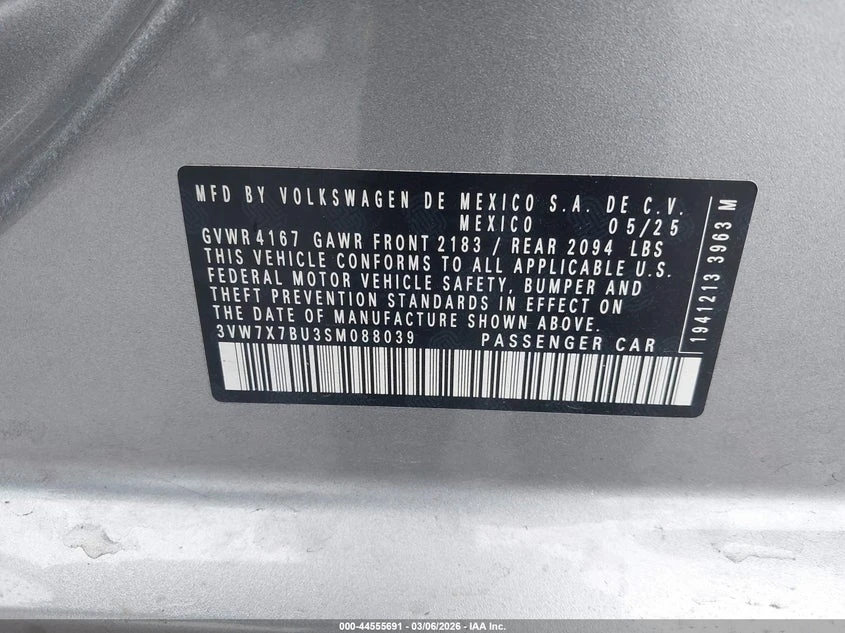 MFD BY VOLKSWAGEN DE MEXICO S.A. DE C.V.
MEXICO 05/25
GVWR 4167 GAWR FRONT 2183 / REAR 2094 LBS
THIS VEHICLE CONFORMS TO ALL APPLICABLE U.S.
FEDERAL MOTOR VEHICLE SAFETY, BUMPER AND
THEFT PREVENTION STANDARDS IN EFFECT ON
THE DATE OF MANUFACTURE SHOWN ABOVE.
3VW7X7BU3SM088039 PASSENGER CAR
1941213 3963 M
000-44555691 - 03/06/2026 - IAA Inc.